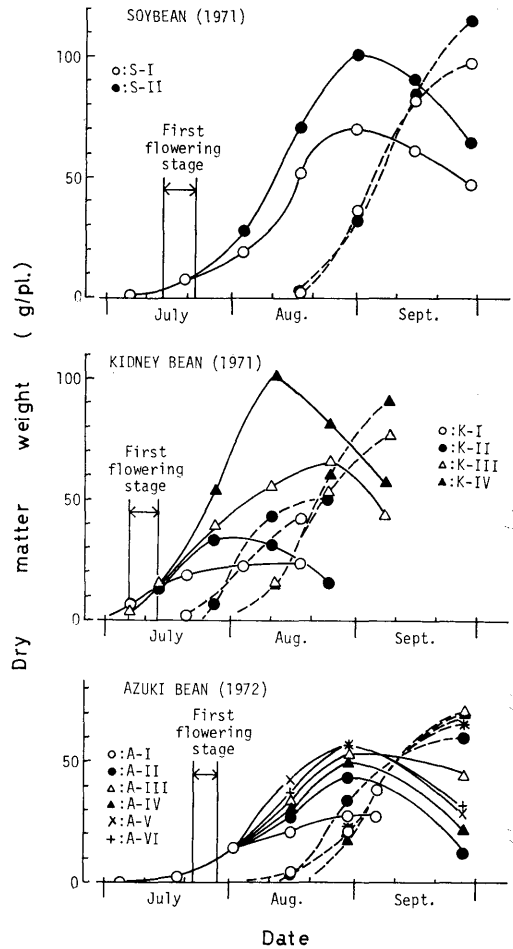 SOYBEAN (1971)
100
○:S-I
●:S-II
First
flowering
stage
50
0
July Aug. Sept.
KIDNEY BEAN (1971)
100
○:K-I
●:K-II
△:K-III
▲:K-IV
First
flowering
stage
50
0
July Aug. Sept.
AZUKI BEAN (1972)
First
flowering
stage
50
○:A-I
●:A-II
△:A-III
▲:A-IV
×:A-V
+:A-VI
0
July Aug. Sept.
Date
Dry matter weight ( g/pl.)